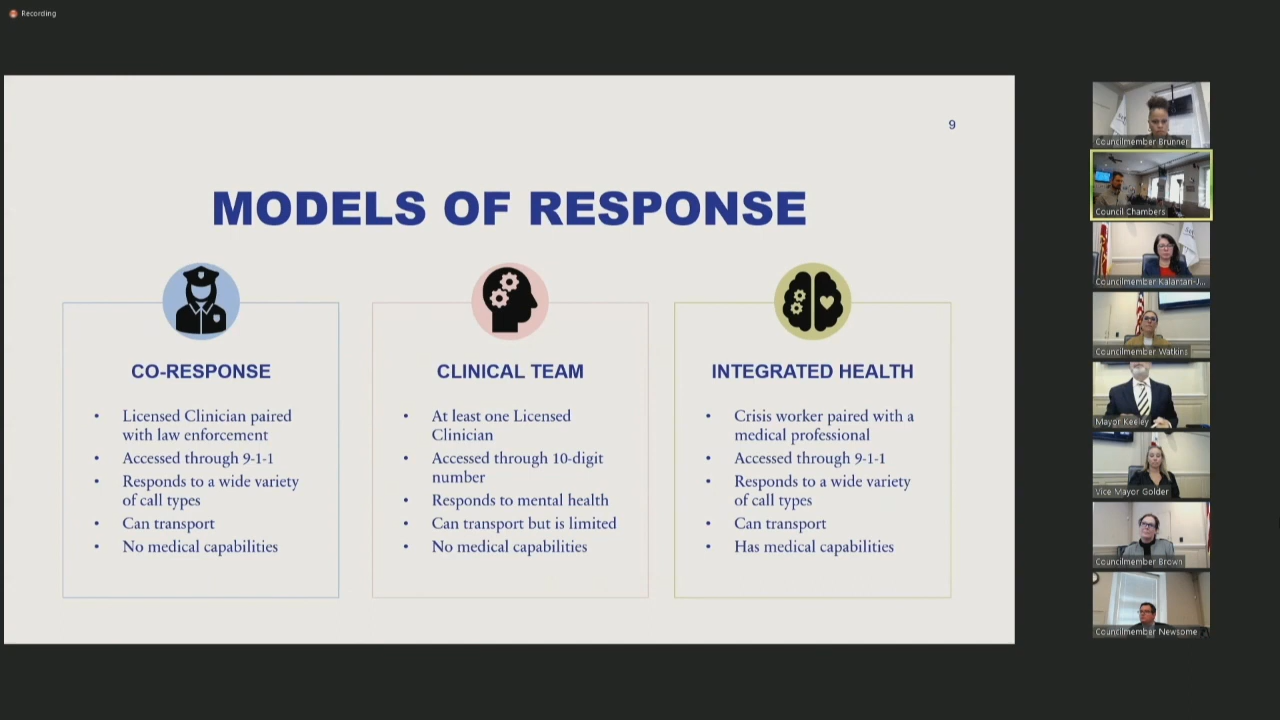 Recording
9
MODELS OF RESPONSE
CO-RESPONSE
• Licensed Clinician paired
with law enforcement
• Accessed through 9-1-1
• Responds to a wide variety
of call types
• Can transport
• No medical capabilities
CLINICAL TEAM
• At least one Licensed
Clinician
• Accessed through 10-digit
number
• Responds to mental health
• Can transport but is limited
• No medical capabilities
INTEGRATED HEALTH
• Crisis worker paired with a
medical professional
• Accessed through 9-1-1
• Responds to a wide variety
of call types
• Can transport
• Has medical capabilities
Councilmember Brunner
Council Chambers
Councilmember Kalantari-J...
Councilmember Watkins
Mayor Keeley
Vice Mayor Golder
Councilmember Brown
Councilmember Newsome